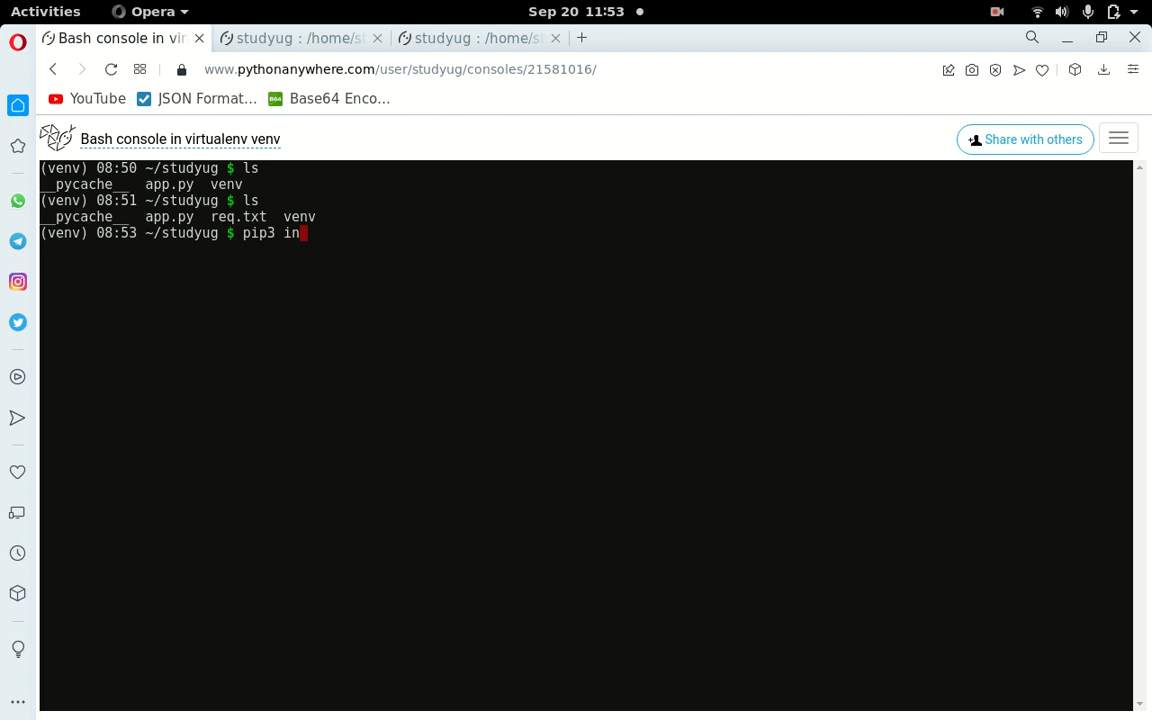 Activities Opera Sep 20 11:53
Bash console in vir studyug : /home/st studyug : /home/st
www.pythonanywhere.com/user/studyug/consoles/21581016/
YouTube JSON Format... B64 Base64 Enco...
Bash console in virtualenv venv Share with others
(venv) 08:50 ~/studyug $ ls
__pycache__ app.py venv
(venv) 08:51 ~/studyug $ ls
__pycache__ app.py req.txt venv
(venv) 08:53 ~/studyug $ pip3 in